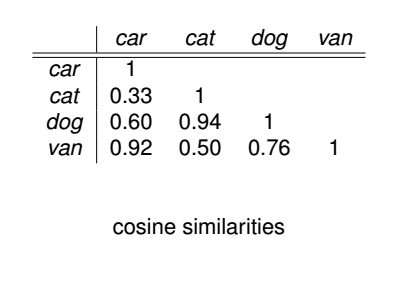 car cat dog van
car 1
cat 0.33 1
dog 0.60 0.94 1
van 0.92 0.50 0.76 1
cosine similarities